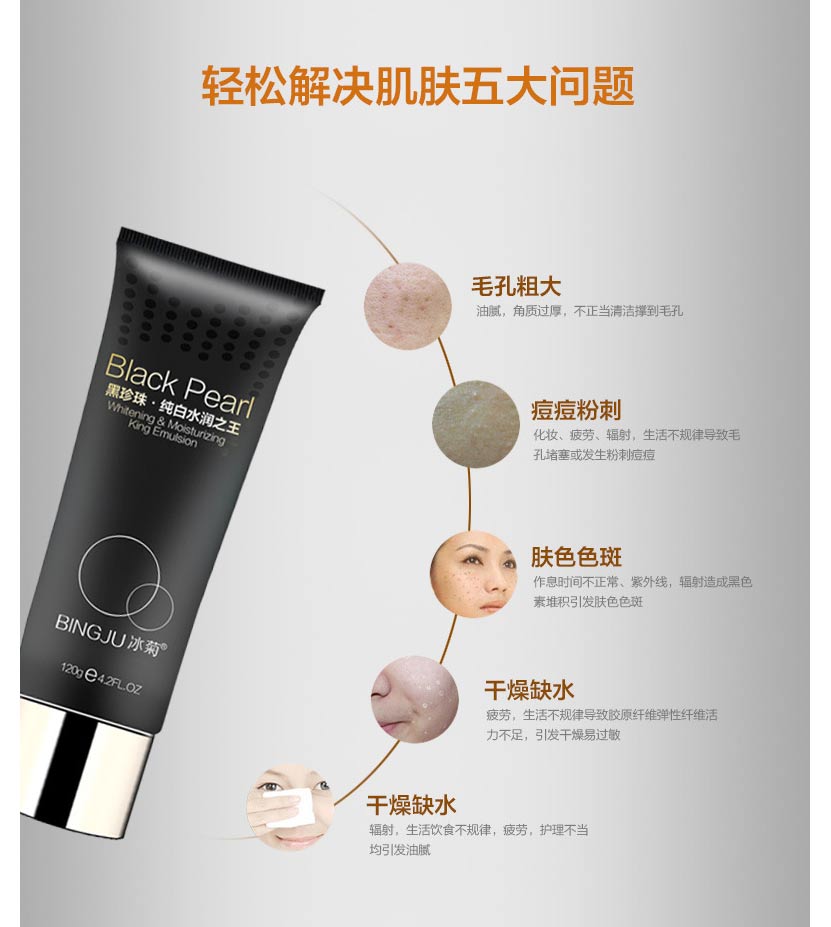 轻松解决肌肤五大问题
毛孔粗大
油腻，角质过厚，不正当清洁撑到毛孔
Black Pearl
黑珍珠·纯白水润之王
Whitening & Moisturizing
King Emulsion
痘痘粉刺
化妆、疲劳、辐射，生活不规律导致毛
孔堵塞或发生粉刺痘痘
肤色色斑
作息时间不正常、紫外线，辐射造成黑色
素堆积引发肤色色斑
BINGJU 冰菊®
120g e 4.2FL.OZ
干燥缺水
疲劳，生活不规律导致胶原纤维弹性纤维活
力不足，引发干燥易过敏
干燥缺水
辐射，生活饮食不规律，疲劳，护理不当
均引发油腻